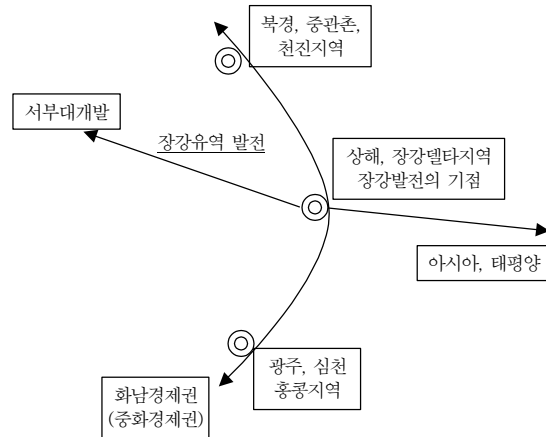 북경, 중관촌,
천진지역
서부대개발
장강유역 발전
상해, 장강델타지역
장강발전의 기점
아시아, 태평양
광주, 심천
홍콩지역
화남경제권
(중화경제권)